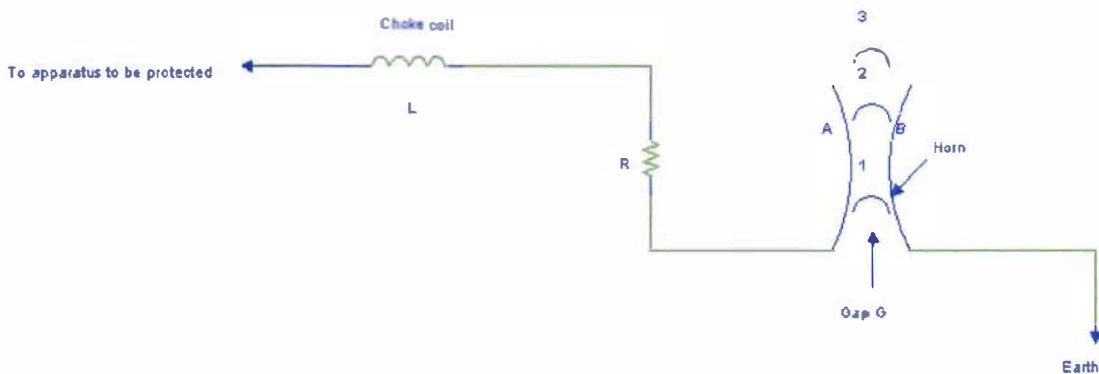 3
Choke coil
To apparatus to be protected
2
L
A
B
Horn
R
1
Gap G
Earth